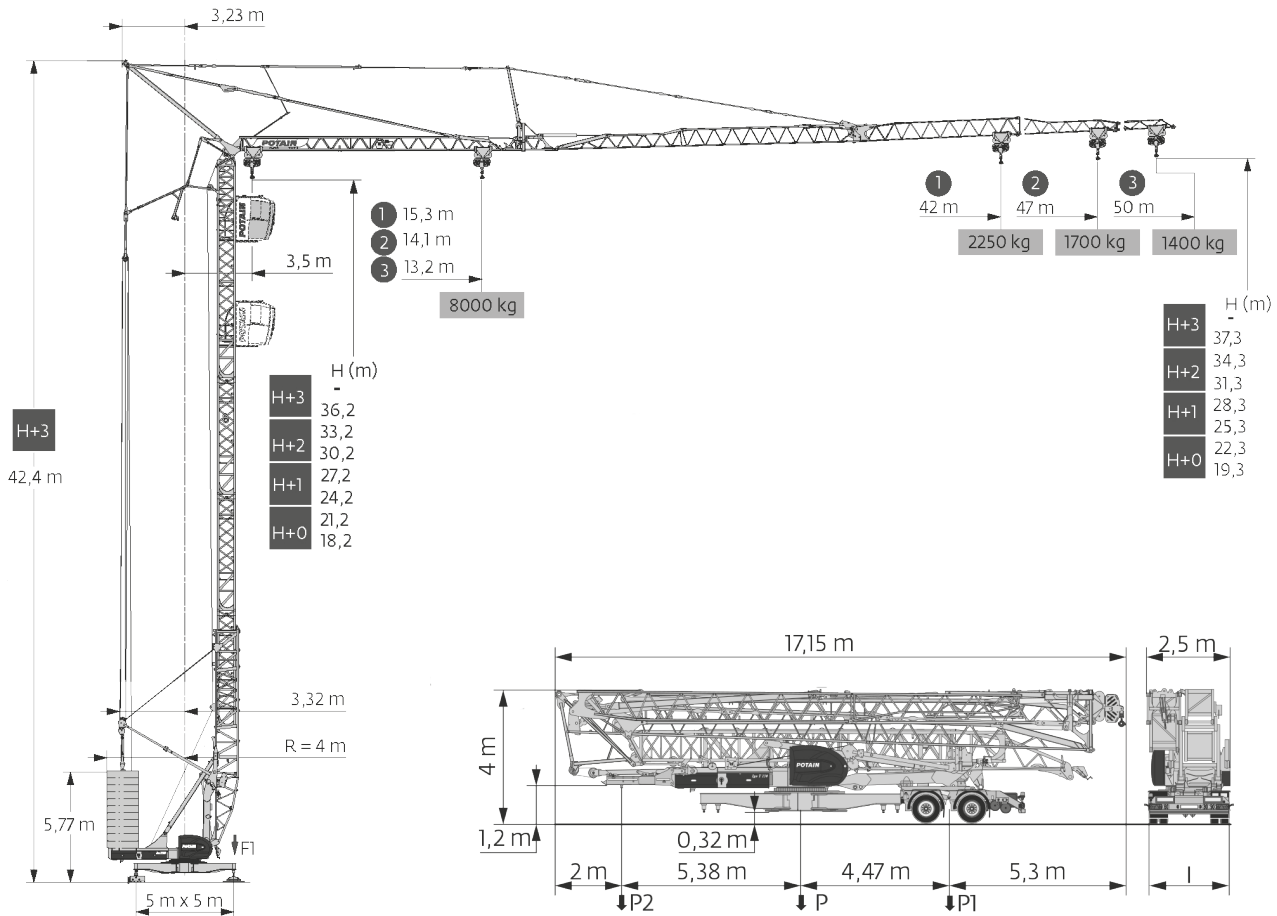 3,23 m
POTAIN
POTAIN
1 15,3 m
2 14,1 m
3 13,2 m
8000 kg
3,5 m
1
42 m
2250 kg
2
47 m
1700 kg
3
50 m
1400 kg
H (m)
-
H+3
36,2
33,2
H+2
30,2
27,2
H+1
24,2
21,2
H+0
18,2
H (m)
-
H+3
37,3
34,3
H+2
31,3
28,3
H+1
25,3
22,3
H+0
19,3
H+3
42,4 m
3,32 m
R = 4 m
5,77 m
F1
5 m x 5 m
17,15 m
2,5 m
4 m
POTAIN
1,2 m
0,32 m
2 m
5,38 m
4,47 m
5,3 m
l
P2
P
P1